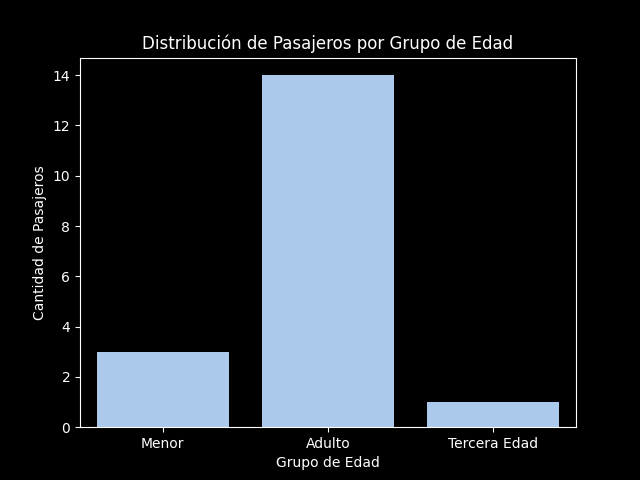 Distribución de Pasajeros por Grupo de Edad
14
12
10
8
6
4
2
0
Cantidad de Pasajeros
Menor
Adulto
Tercera Edad
Grupo de Edad